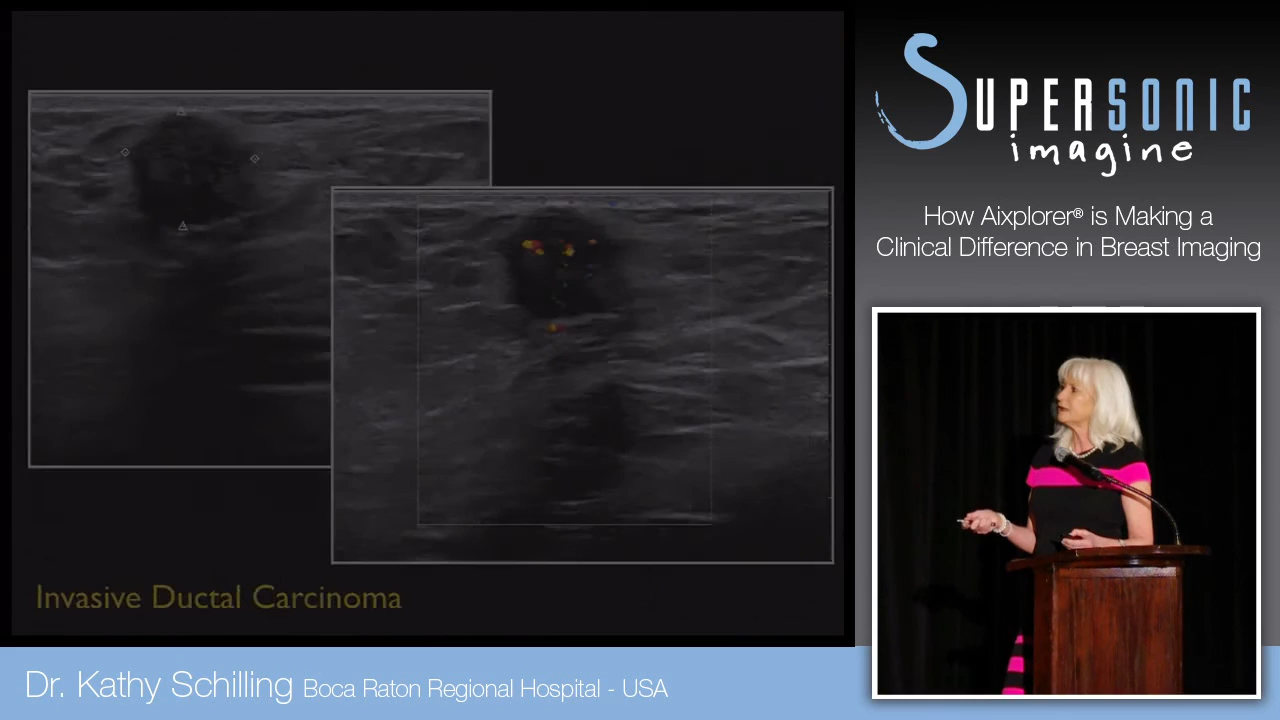 SUPERSONIC
imagine
How Aixplorer® is Making a
Clinical Difference in Breast Imaging
Invasive Ductal Carcinoma
Dr. Kathy Schilling Boca Raton Regional Hospital - USA